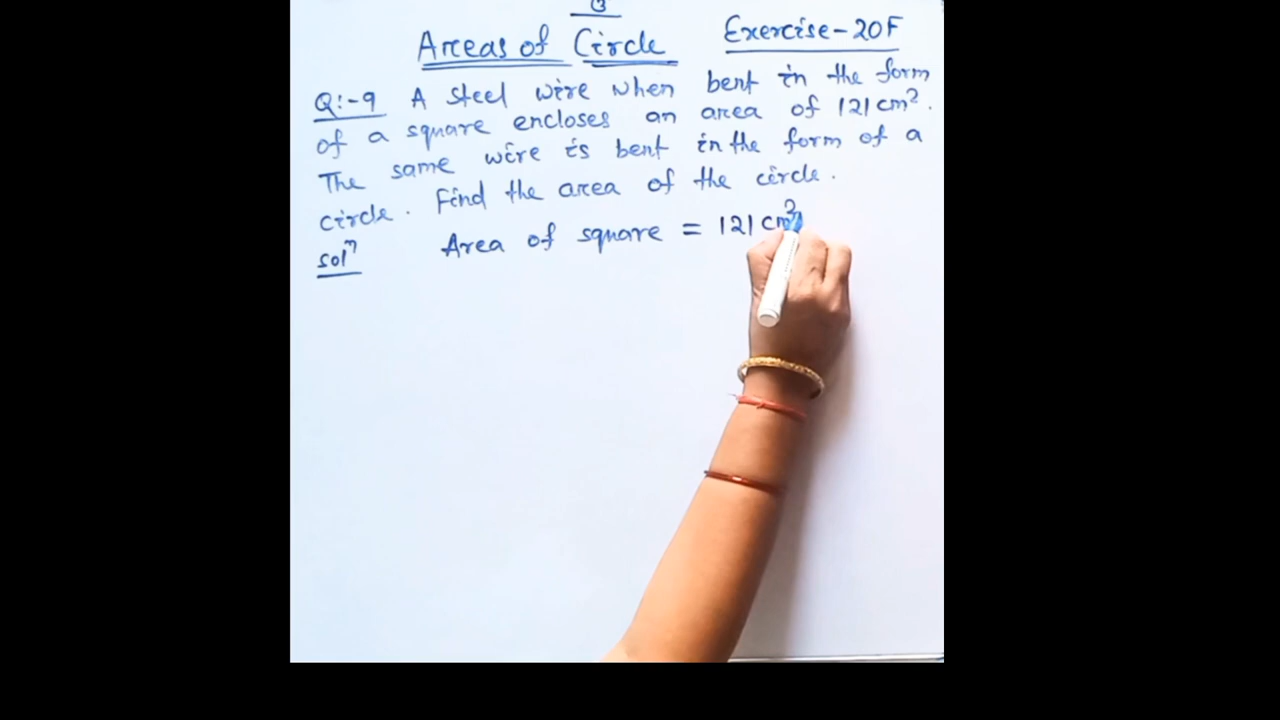 3
Areas of Circle Exercise-20F
Q:-9 A steel wire when bent in the form
of a square encloses an area of 121 cm².
The same wire is bent in the form of a
circle. Find the area of the circle.
solⁿ Area of square = 121 cm²